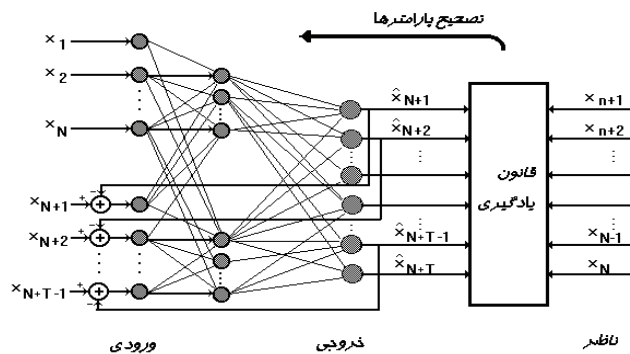 تصحیح پارامترها
x1
x2
xN
xN+1
xN+2
xN+T-1
+
-
+
-
+
-
x̂N+1
x̂N+2
x̂N+T-1
x̂N+T
قانون
یادگیری
xn+1
xn+2
xN-1
xN
ورودی
خروجی
ناظر